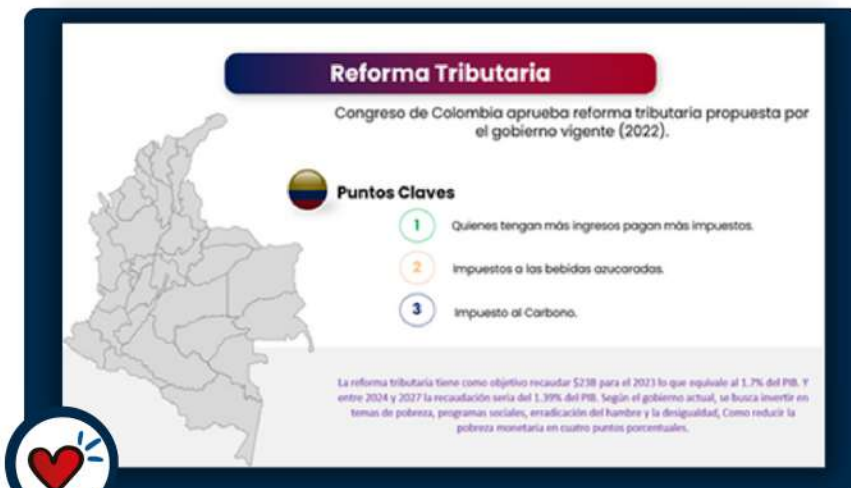 Reforma Tributaria
Congreso de Colombia aprueba reforma tributaria propuesta por
el gobierno vigente (2022).
Puntos Claves
1
Quienes tengan más ingresos pagan más impuestos.
2
Impuestos a las bebidas azucaradas.
3
Impuesto al Carbono.
La reforma tributaria tiene como objetivo recaudar $23B para el 2023 lo que equivale al 1.7% del PIB. Y
entre 2024 y 2027 la recaudación seria del 1.39% del PIB. Según el gobierno actual, se busca invertir en
temas de pobreza, programas sociales, erradicación del hambre y la desigualdad, Como reducir la
pobreza monetaria en cuatro puntos porcentuales.